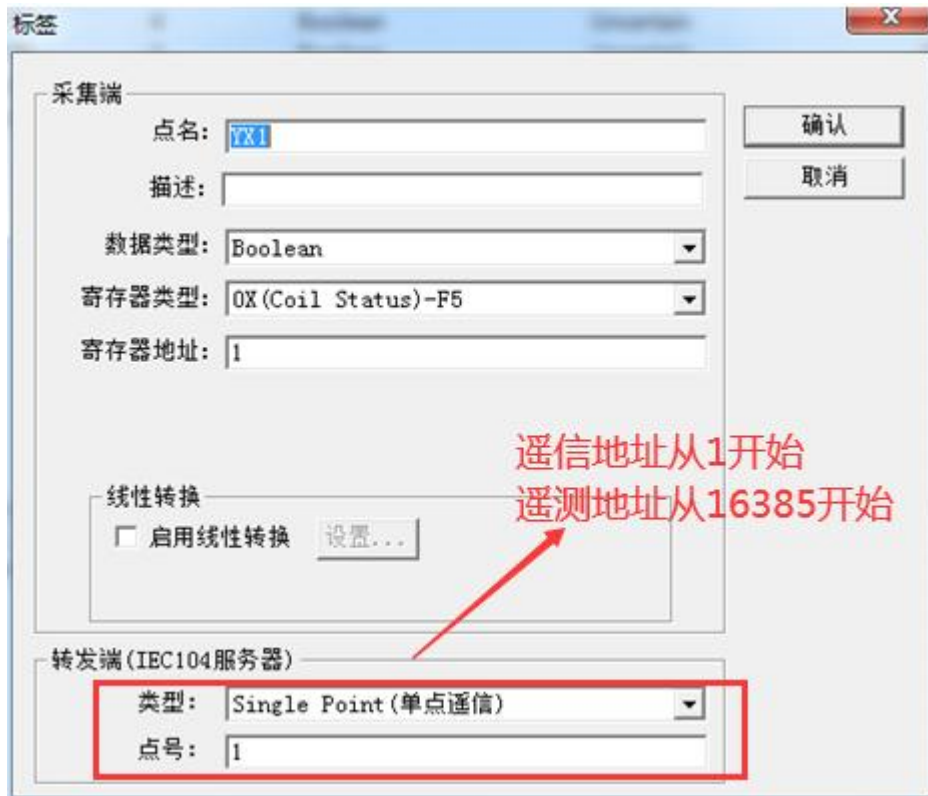 标签
采集端
点名: YX1
描述:
数据类型: Boolean
寄存器类型: 0X(Coil Status)-F5
寄存器地址: 1
确认
取消
遥信地址从1开始
遥测地址从16385开始
线性转换
启用线性转换 设置...
转发端(IEC104服务器)
类型: Single Point(单点遥信)
点号: 1